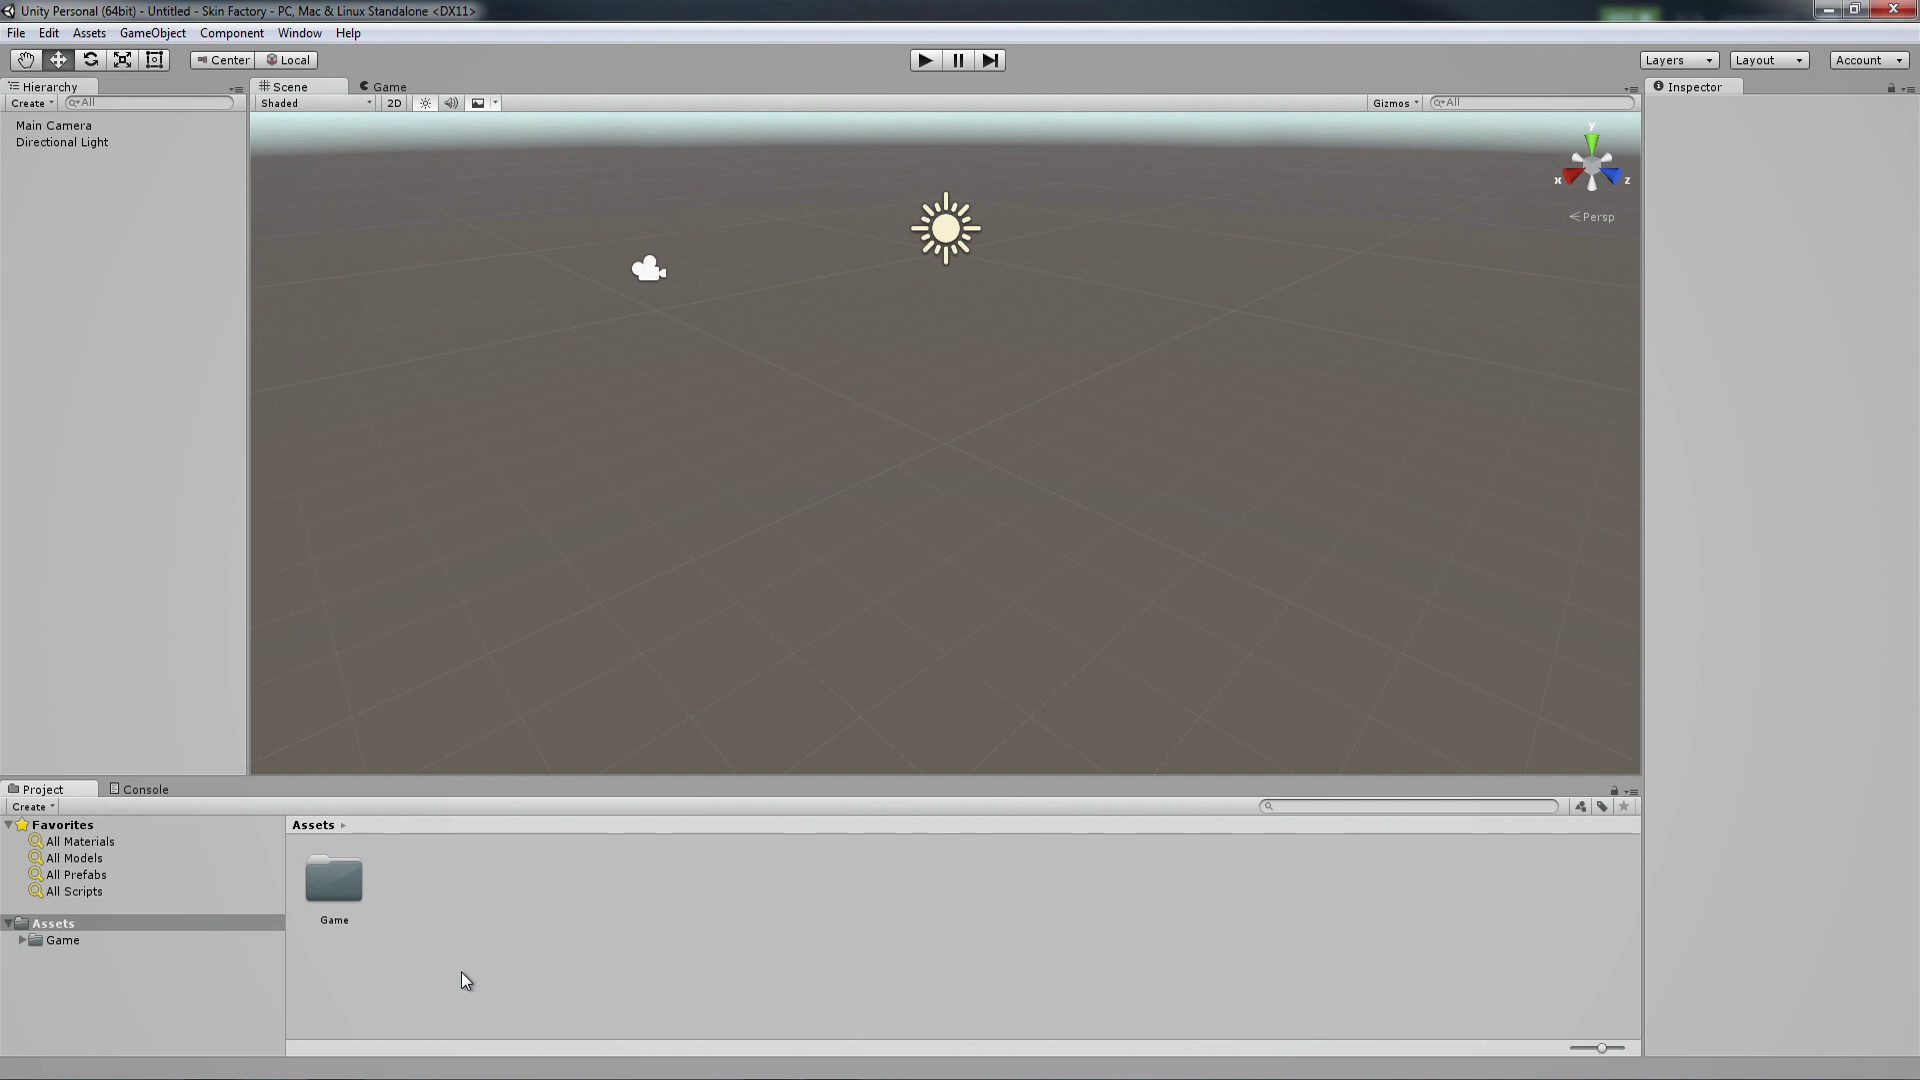 Unity Personal (64bit) - Untitled - Skin Factory - PC, Mac & Linux Standalone <DX11>
File Edit Assets GameObject Component Window Help
Center Local
Layers Layout Account
Hierarchy
Create All
Main Camera
Directional Light
Scene Game
Shaded 2D Gizmos All
y
x z
Persp
Inspector
Project Console
Create
Favorites
All Materials
All Models
All Prefabs
All Scripts
Assets
Game
Assets
Game